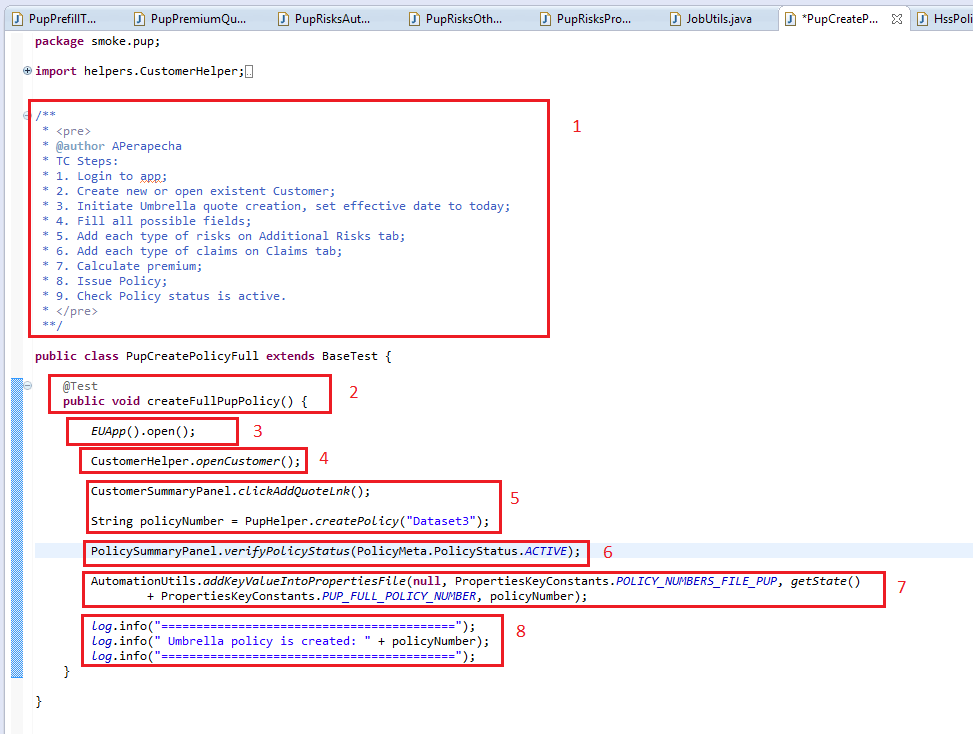 PupPrefillT... PupPremiumQu... PupRisksAut... PupRisksOth... PupRisksPro... JobUtils.java *PupCreateP... HssPoli
package smoke.pup;
import helpers.CustomerHelper;
/**
* <pre>
* @author APerapecha
* TC Steps:
* 1. Login to app;
* 2. Create new or open existent Customer;
* 3. Initiate Umbrella quote creation, set effective date to today;
* 4. Fill all possible fields;
* 5. Add each type of risks on Additional Risks tab;
* 6. Add each type of claims on Claims tab;
* 7. Calculate premium;
* 8. Issue Policy;
* 9. Check Policy status is active.
* </pre>
**/
1
public class PupCreatePolicyFull extends BaseTest {
@Test
public void createFullPupPolicy() {
2
EUApp().open();
3
CustomerHelper.openCustomer();
4
CustomerSummaryPanel.clickAddQuoteLnk();
String policyNumber = PupHelper.createPolicy("Dataset3");
5
PolicySummaryPanel.verifyPolicyStatus(PolicyMeta.PolicyStatus.ACTIVE);
6
AutomationUtils.addKeyValueIntoPropertiesFile(null, PropertiesKeyConstants.POLICY_NUMBERS_FILE_PUP, getState()
+ PropertiesKeyConstants.PUP_FULL_POLICY_NUMBER, policyNumber);
7
log.info("==========================================");
log.info(" Umbrella policy is created: " + policyNumber);
log.info("==========================================");
8
}
}